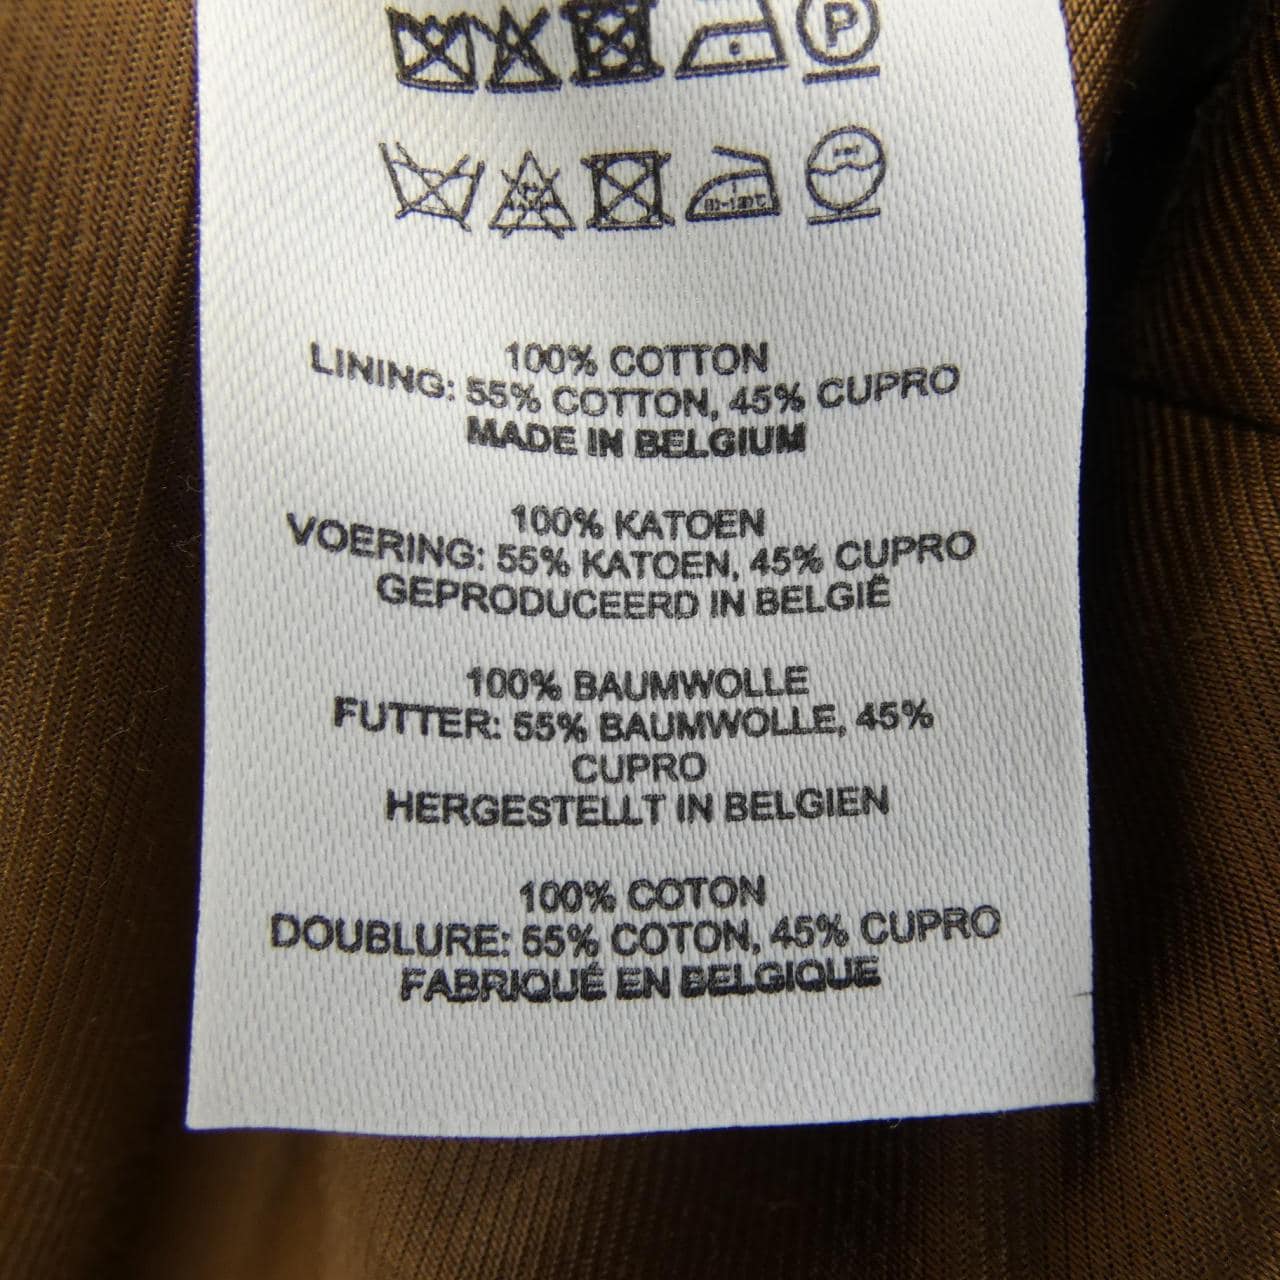 P
100% COTTON
LINING: 55% COTTON, 45% CUPRO
MADE IN BELGIUM
100% KATOEN
VOERING: 55% KATOEN, 45% CUPRO
GEPRODUCEERD IN BELGIË
100% BAUMWOLLE
FUTTER: 55% BAUMWOLLE, 45%
CUPRO
HERGESTELLT IN BELGIEN
100% COTON
DOUBLURE: 55% COTON, 45% CUPRO
FABRIQUÉ EN BELGIQUE